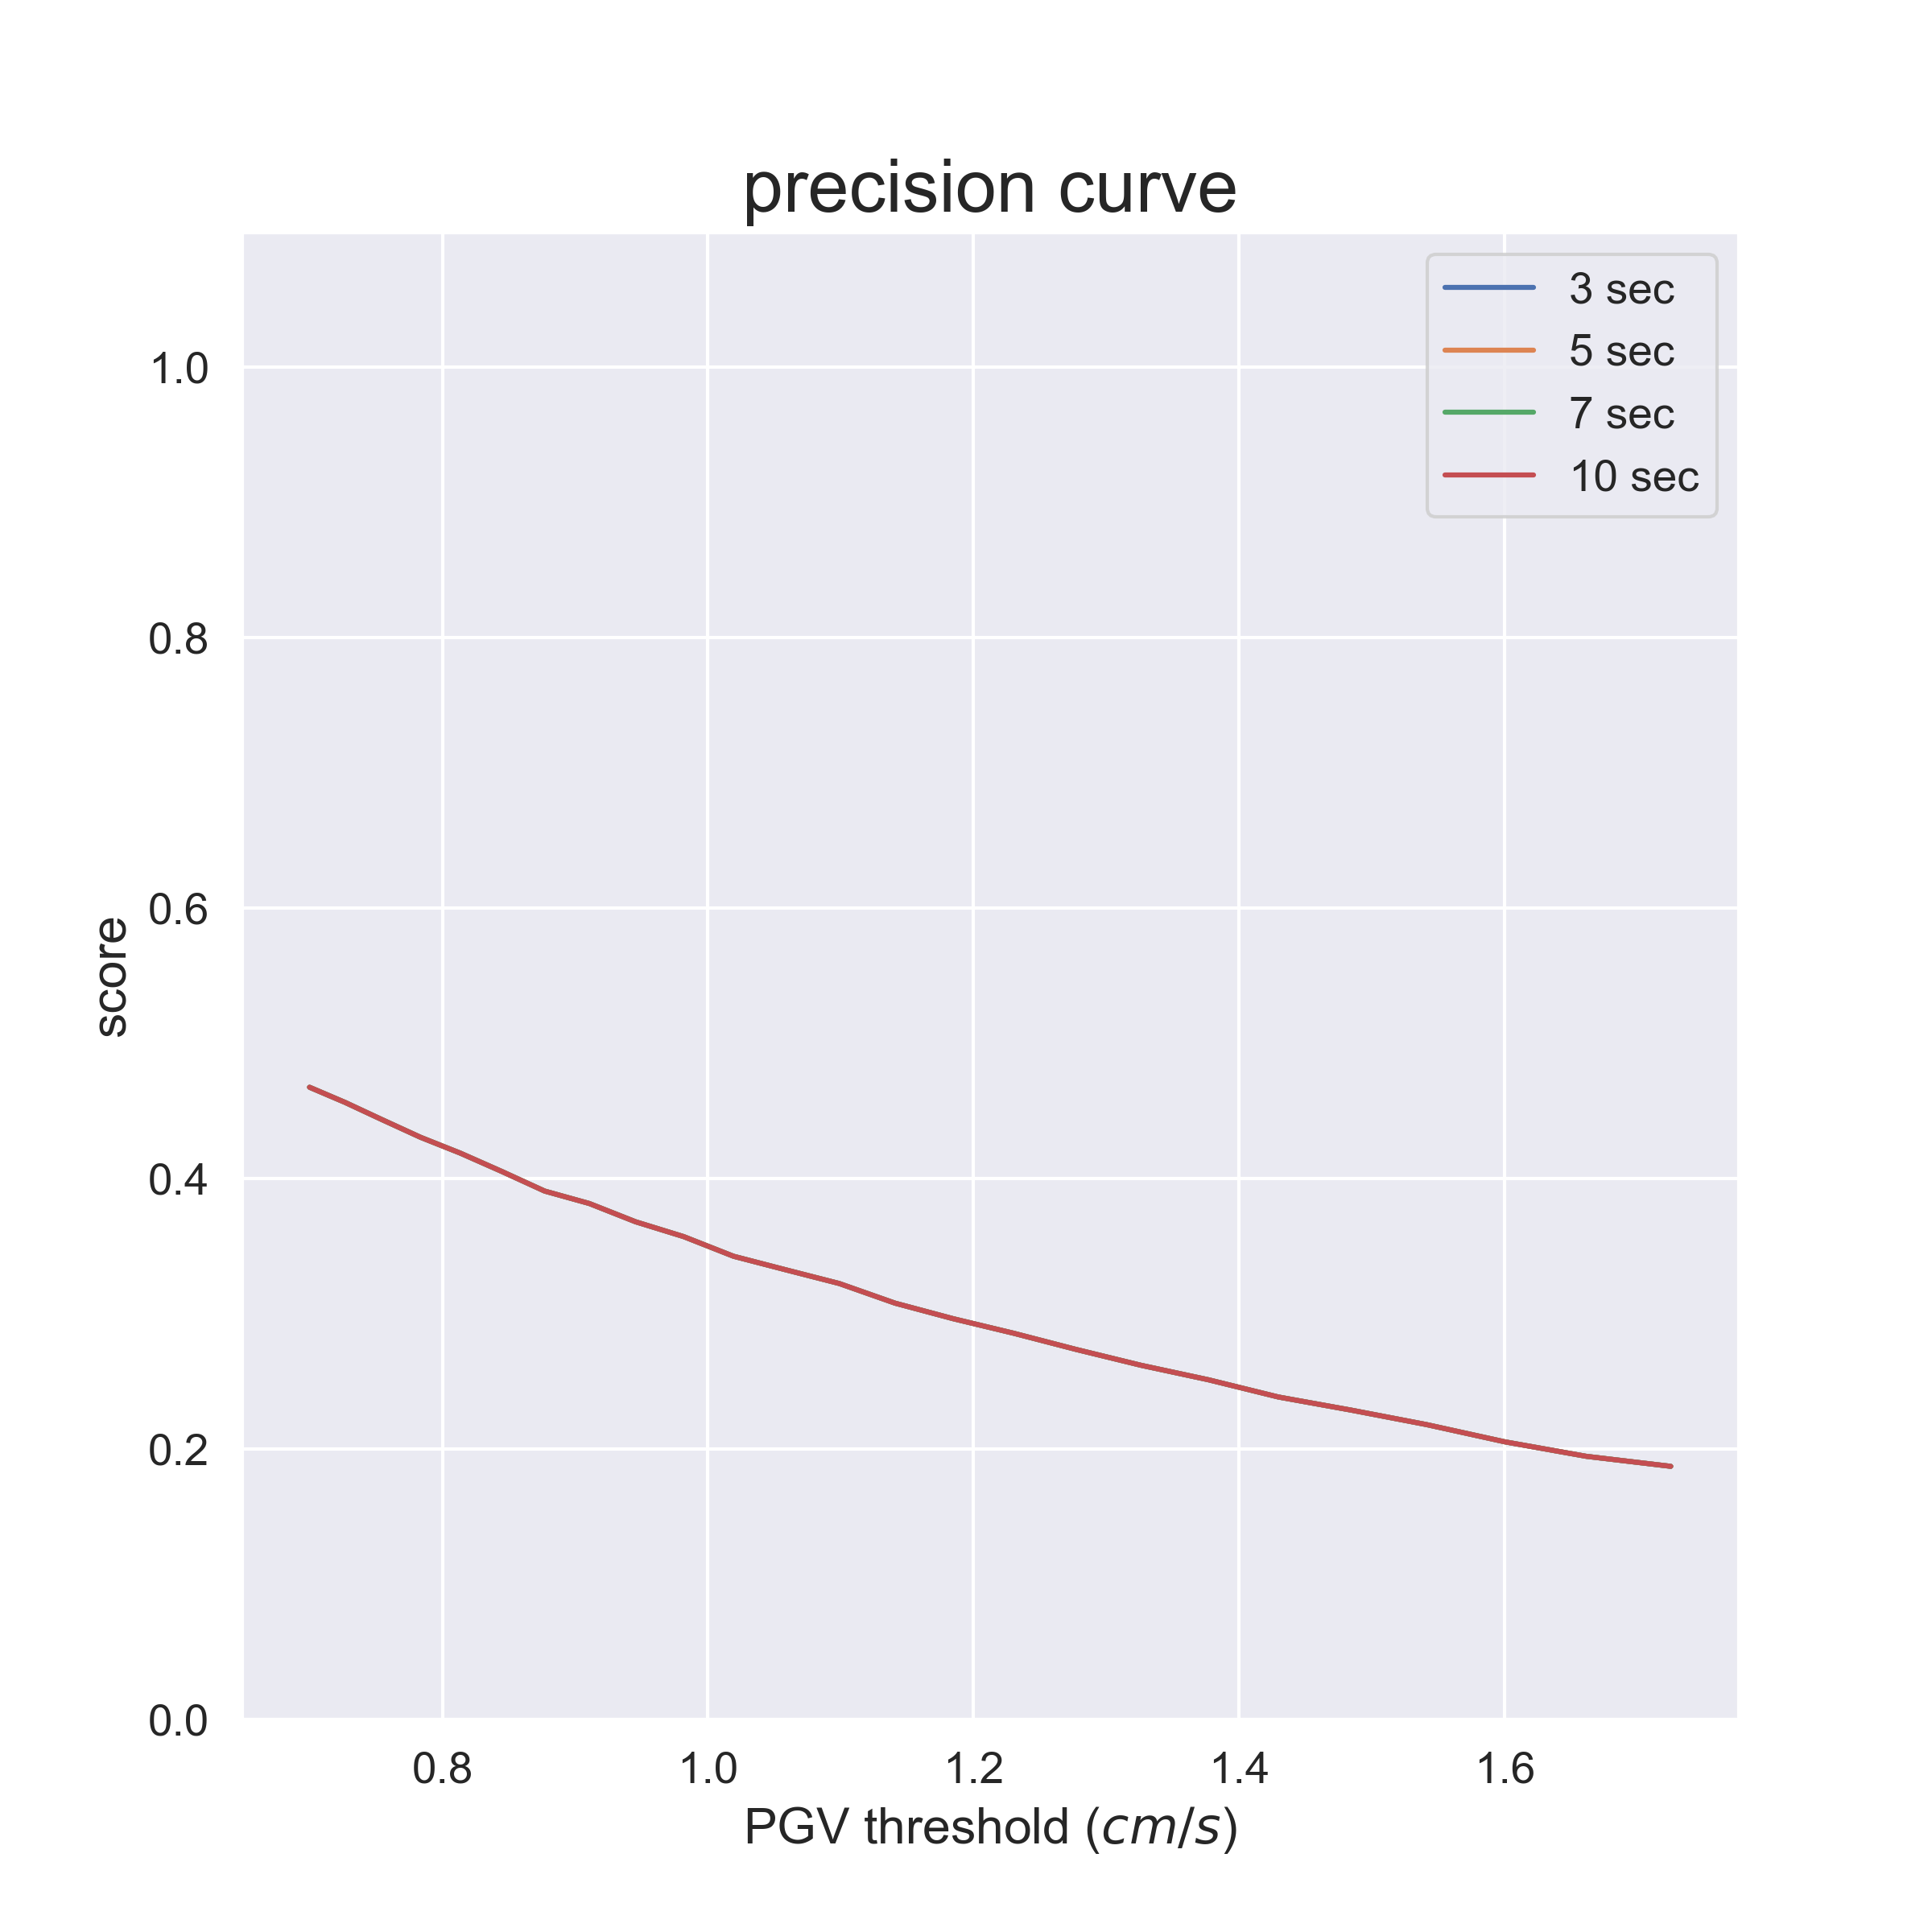 precision curve
3 sec
5 sec
7 sec
10 sec
1.0
0.8
0.6
0.4
0.2
0.0
score
0.8 1.0 1.2 1.4 1.6
PGV threshold (cm/s)